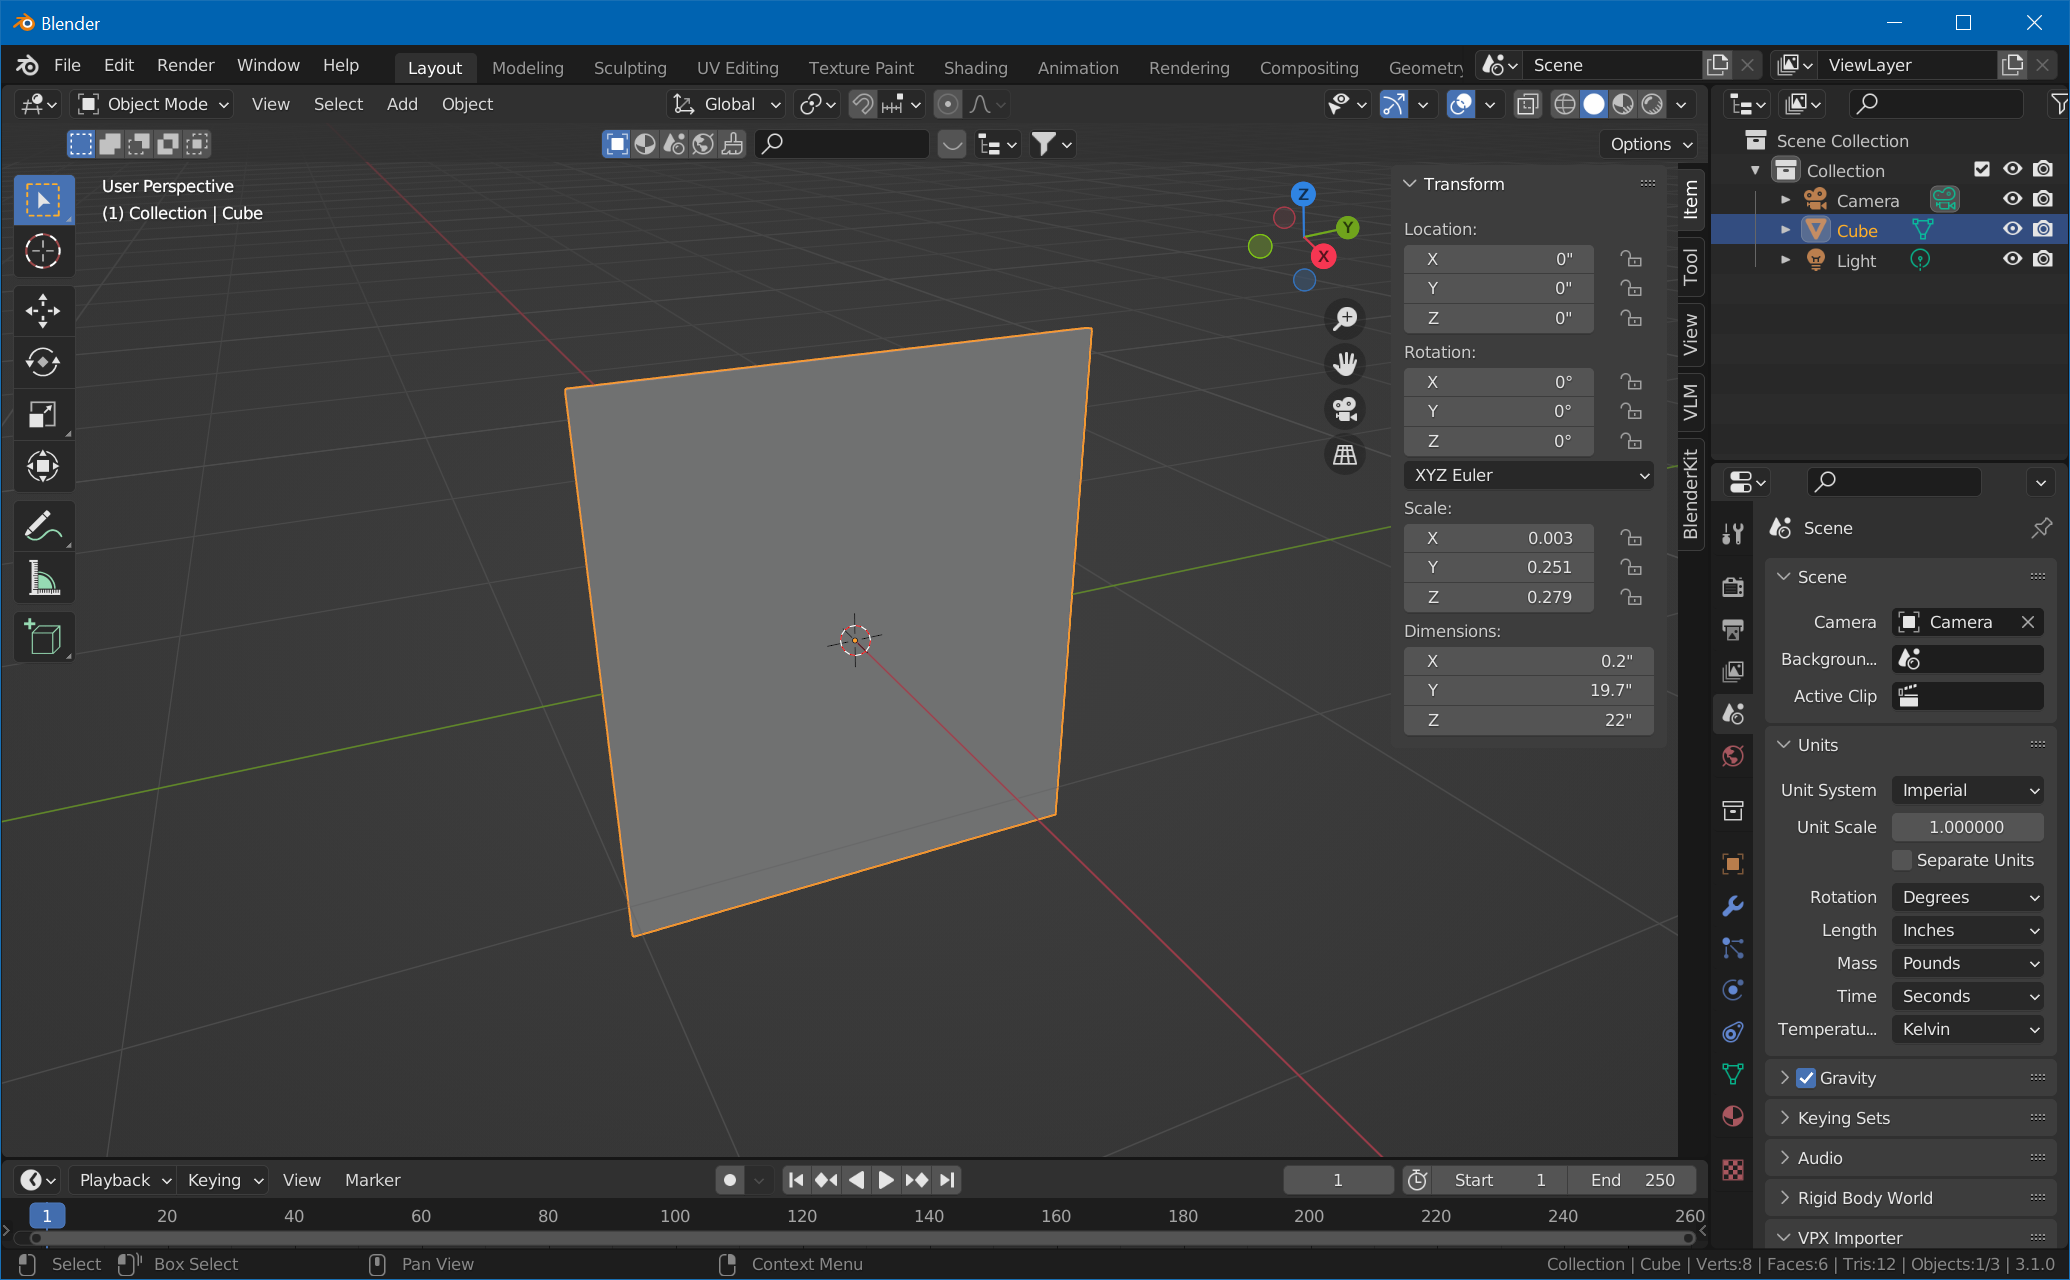 Blender
File Edit Render Window Help Layout Modeling Sculpting UV Editing Texture Paint Shading Animation Rendering Compositing Geometry Scene ViewLayer
Object Mode View Select Add Object Global
Options
User Perspective
(1) Collection | Cube
Z
Y
X
Transform
Location:
X 0"
Y 0"
Z 0"
Rotation:
X 0°
Y 0°
Z 0°
XYZ Euler
Scale:
X 0.003
Y 0.251
Z 0.279
Dimensions:
X 0.2"
Y 19.7"
Z 22"
Item
Tool
View
VLM
BlenderKit
Scene Collection
Collection
Camera
Cube
Light
Scene
Scene
Camera Camera
Backgroun...
Active Clip
Units
Unit System Imperial
Unit Scale 1.000000
Separate Units
Rotation Degrees
Length Inches
Mass Pounds
Time Seconds
Temperatu... Kelvin
Gravity
Keying Sets
Audio
Rigid Body World
VPX Importer
Playback Keying View Marker 1 Start 1 End 250
1 20 40 60 80 100 120 140 160 180 200 220 240 260
Select Box Select Pan View Context Menu Collection | Cube | Verts:8 | Faces:6 | Tris:12 | Objects:1/3 | 3.1.0